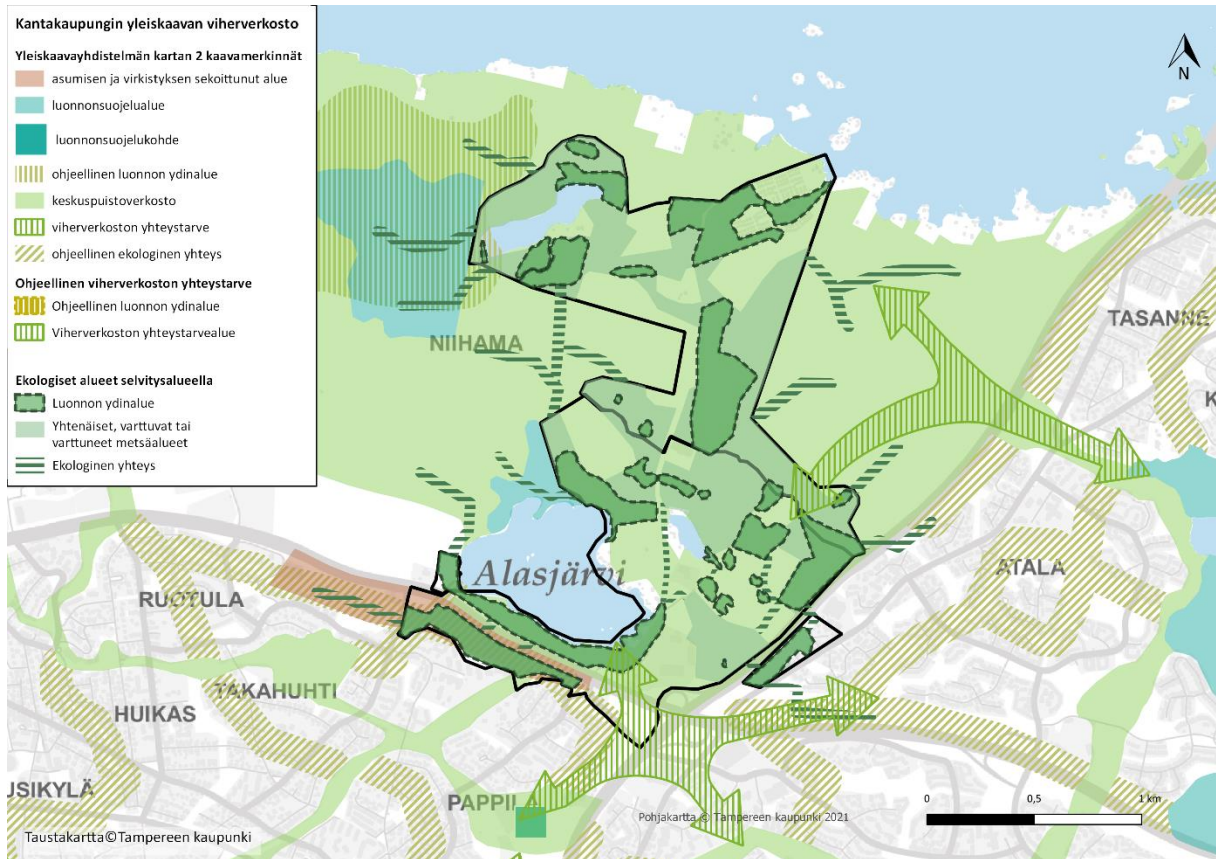 Kantakaupungin yleiskaavan viherverkosto
Yleiskaavayhdistelmän kartan 2 kaavamerkinnät
asumisen ja virkistyksen sekoittunut alue
luonnonsuojelualue
luonnonsuojelukohde
ohjeellinen luonnon ydinalue
keskuspuistoverkosto
viherverkoston yhteystarve
ohjeellinen ekologinen yhteys
Ohjeellinen viherverkoston yhteystarve
Ohjeellinen luonnon ydinalue
Viherverkoston yhteystarvealue
Ekologiset alueet selvitysalueella
Luonnon ydinalue
Yhtenäiset, varttuvat tai
varttuneet metsäalueet
Ekologinen yhteys
N
TASANNE
K
NIIHAMA
Alasjärvi
ATALA
RUOTULA
TAKAHUHTI
HUIKAS
USIKYLÄ
PAPPILA
0
0,5
1 km
Pohjakartta © Tampereen kaupunki 2021
Taustakartta©Tampereen kaupunki